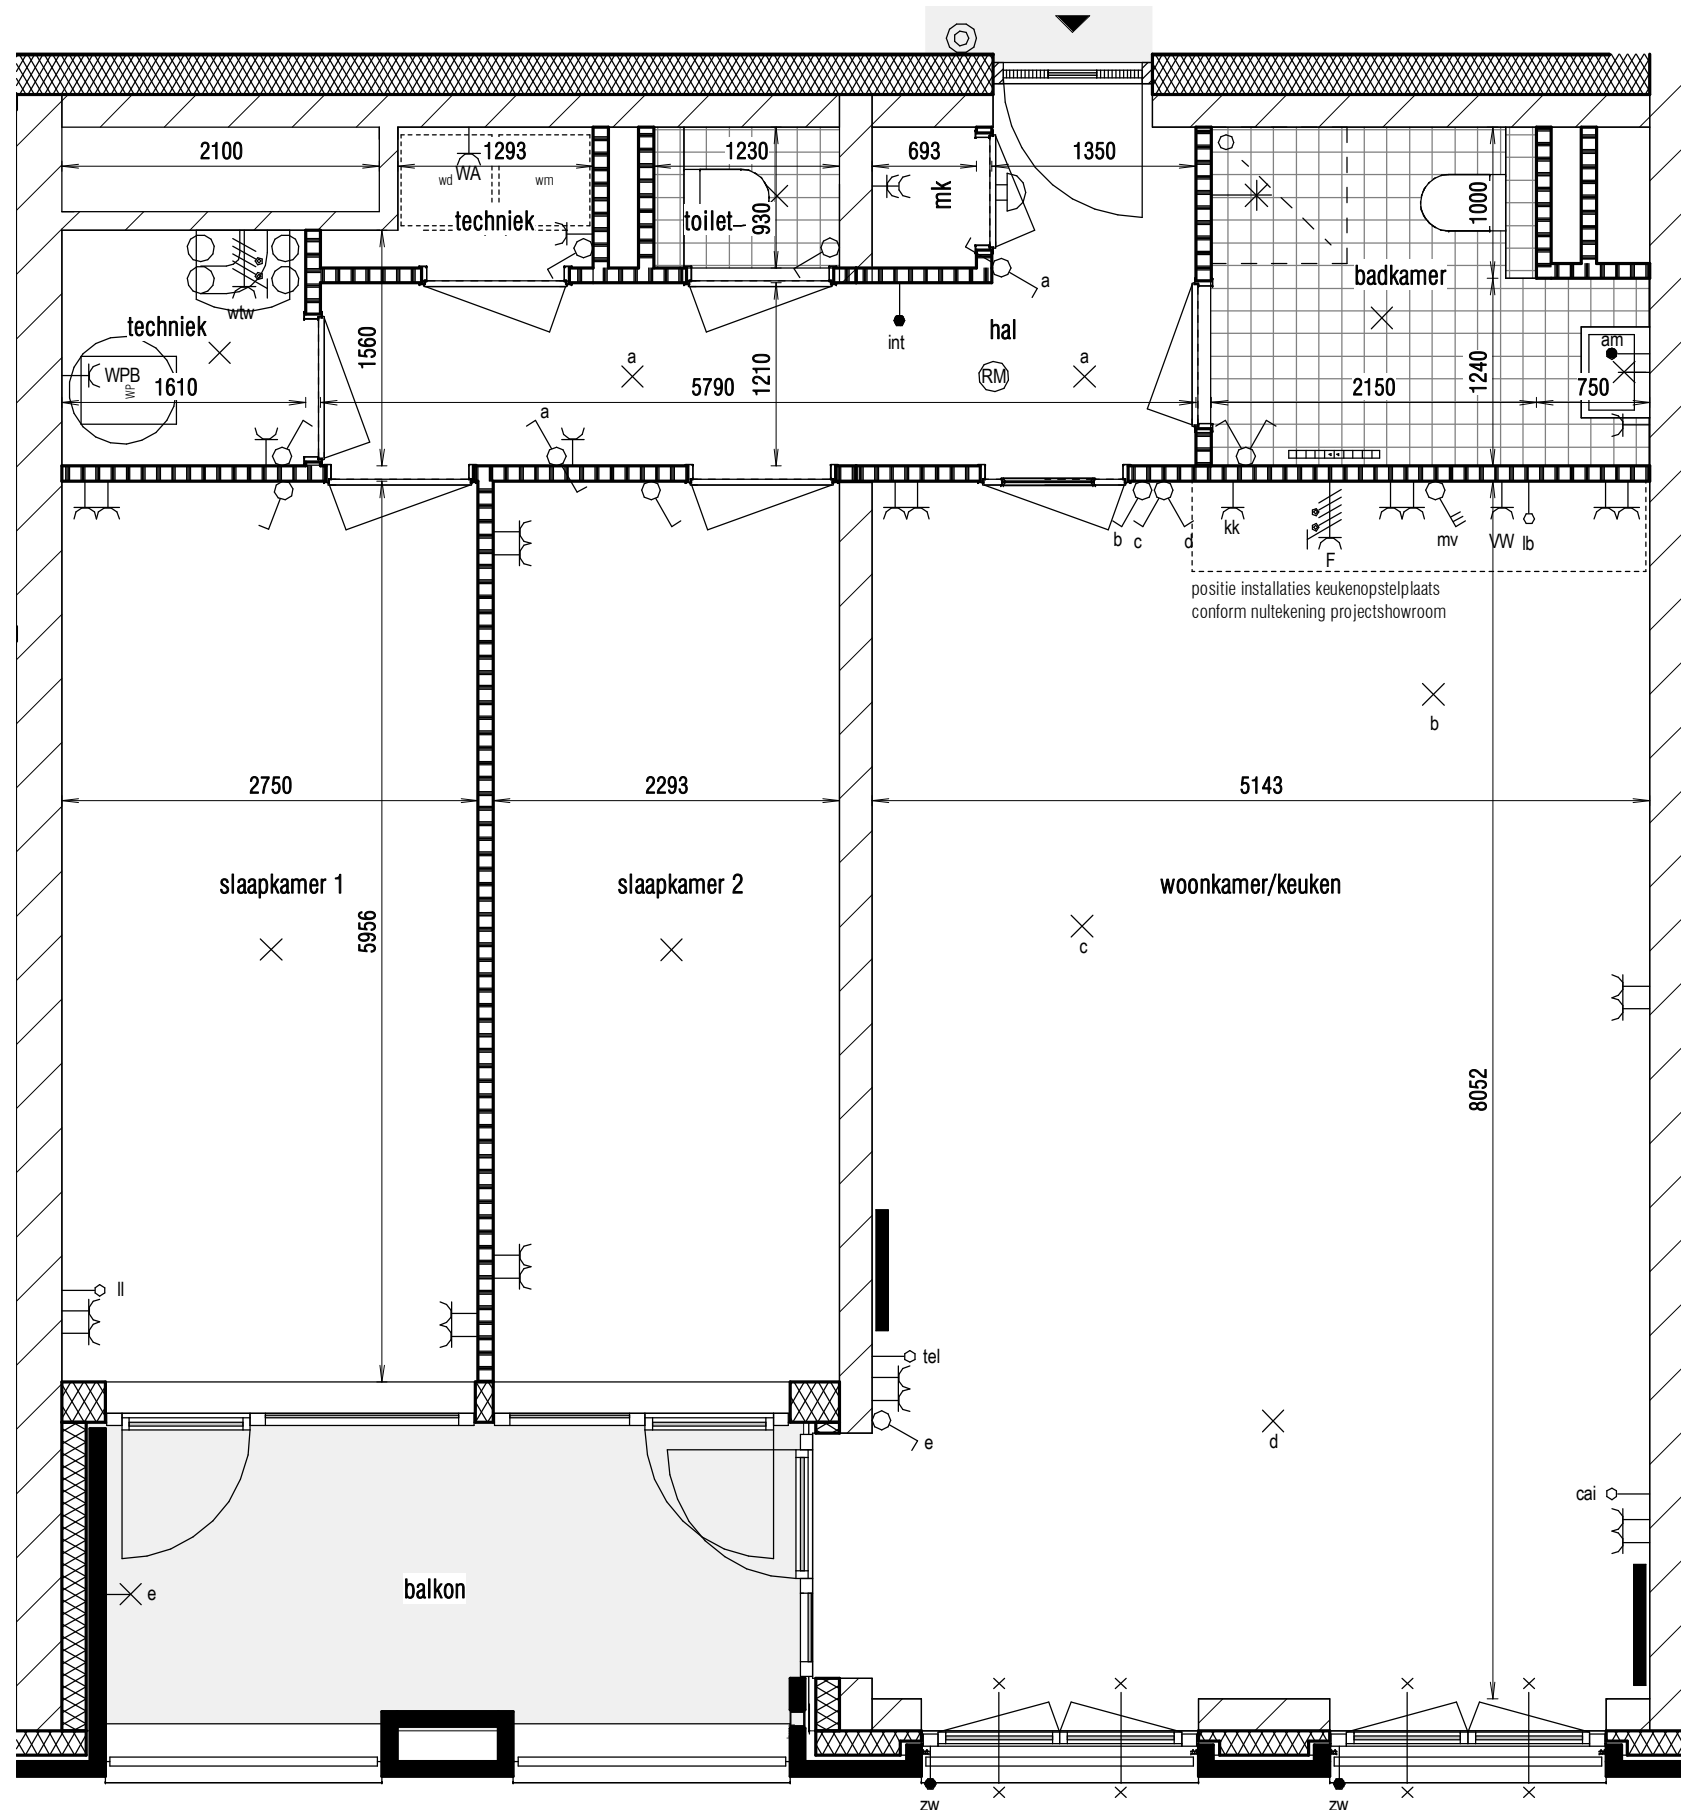 2100
1293
1230
693
1350
wd
WA
wm
mk
techniek
toilet
930
1000
badkamer
wtw
techniek
a
int
hal
am
WPB
WP
1610
1560
a
5790
1210
RM
a
2150
1240
750
a
b
c
d
kk
F
mv
VW
lb
positie installaties keukenopstelplaats
conform nultekening projectshowroom
b
2750
2293
5143
slaapkamer 1
slaapkamer 2
woonkamer/keuken
5956
c
8052
ll
tel
e
d
cai
balkon
e
zw
zw